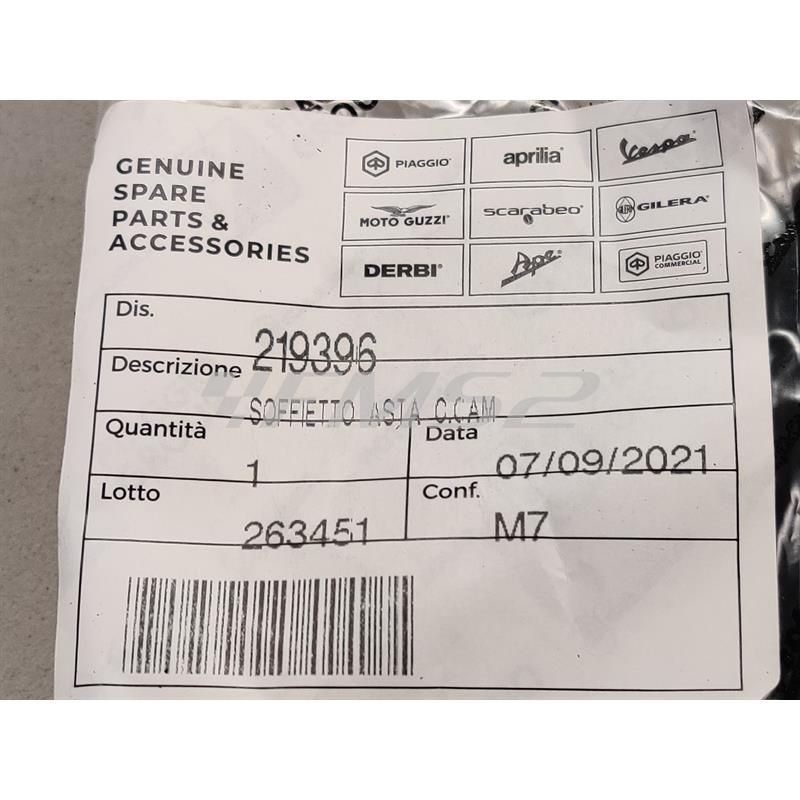 GENUINE
SPARE
PARTS &
ACCESSORIES
PIAGGIO
aprilia
Vespa
MOTO GUZZI
scarabeo
GILERA
DERBI
Ape
PIAGGIO
COMMERCIAL
Dis.
219396
Descrizione
SOFFIETTO ASTA C.CAM
Quantità
1
Data
07/09/2021
Lotto
263451
Conf.
M7